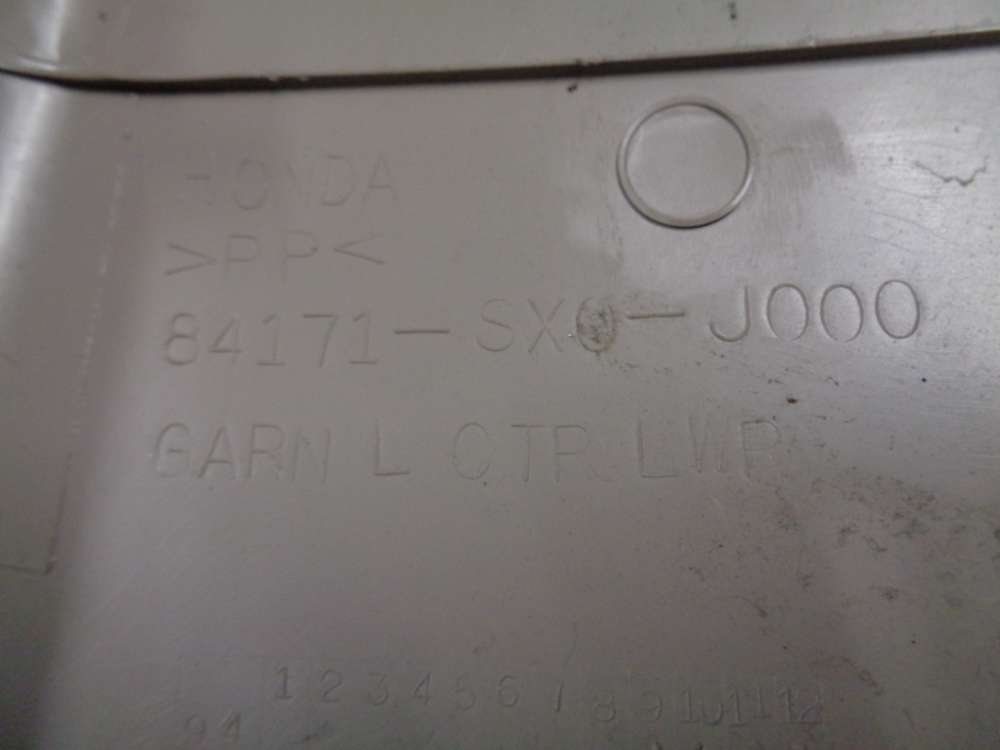 HONDA
>PP<
84171-SX0-J000
GARN L CTR LWR
1 2 3 4 5 6 7 8 9 10 11 12
94